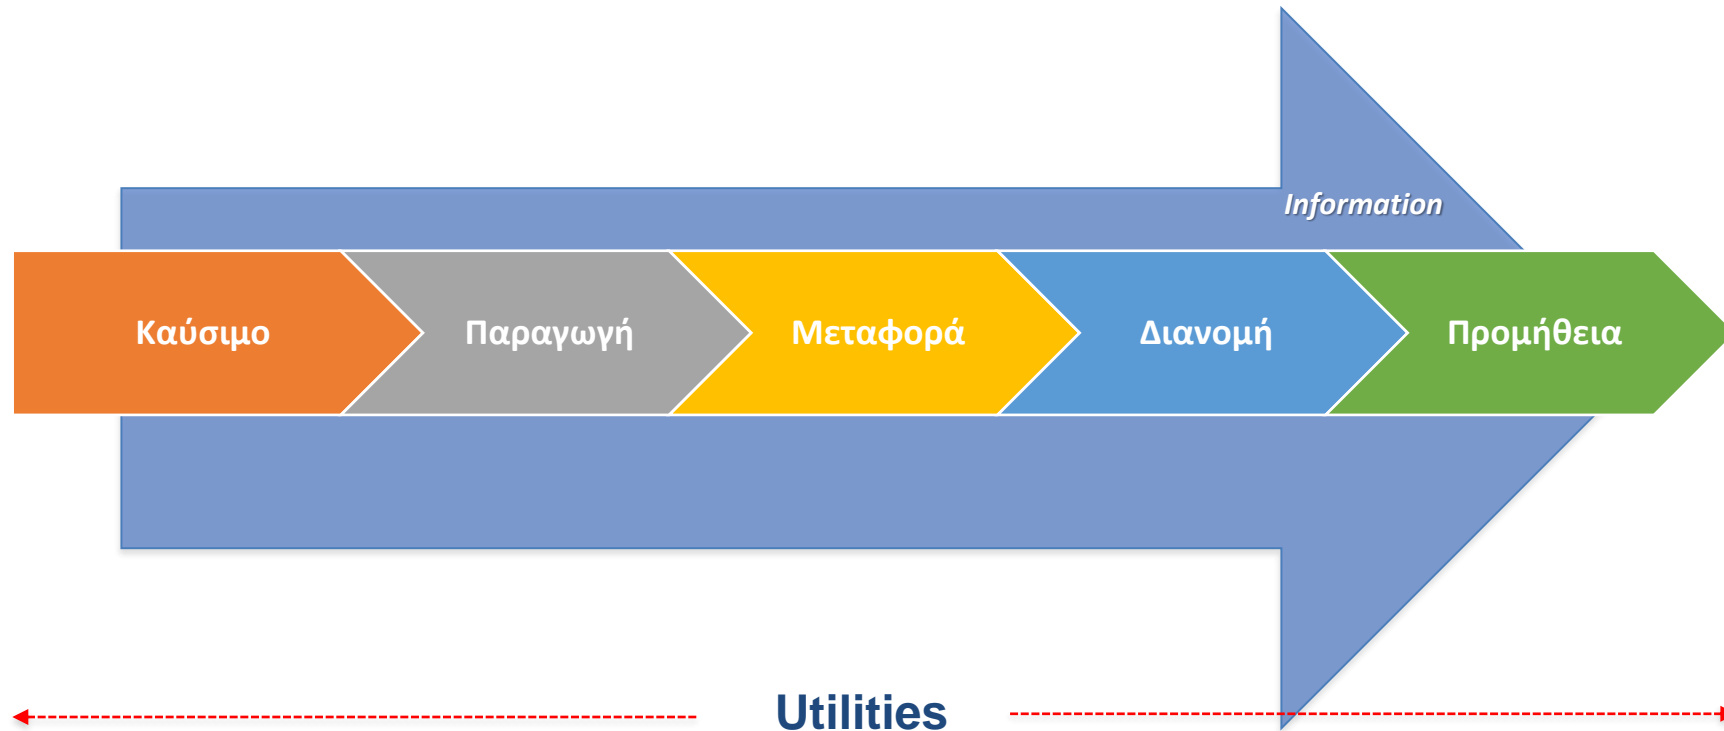 Information
Καύσιμο
Παραγωγή
Μεταφορά
Διανομή
Προμήθεια
Utilities